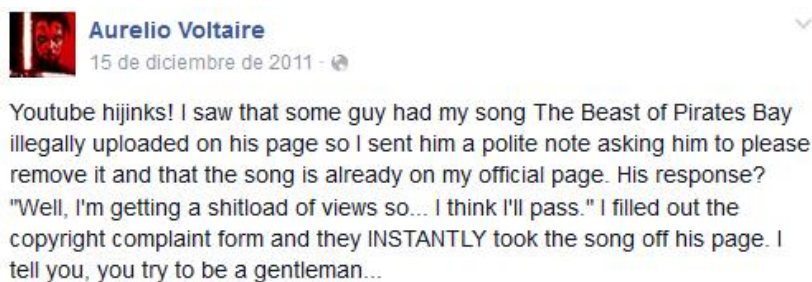 Aurelio Voltaire
15 de diciembre de 2011 ·
Youtube hijinks! I saw that some guy had my song The Beast of Pirates Bay
illegally uploaded on his page so I sent him a polite note asking him to please
remove it and that the song is already on my official page. His response?
"Well, I'm getting a shitload of views so... I think I'll pass." I filled out the
copyright complaint form and they INSTANTLY took the song off his page. I
tell you, you try to be a gentleman...